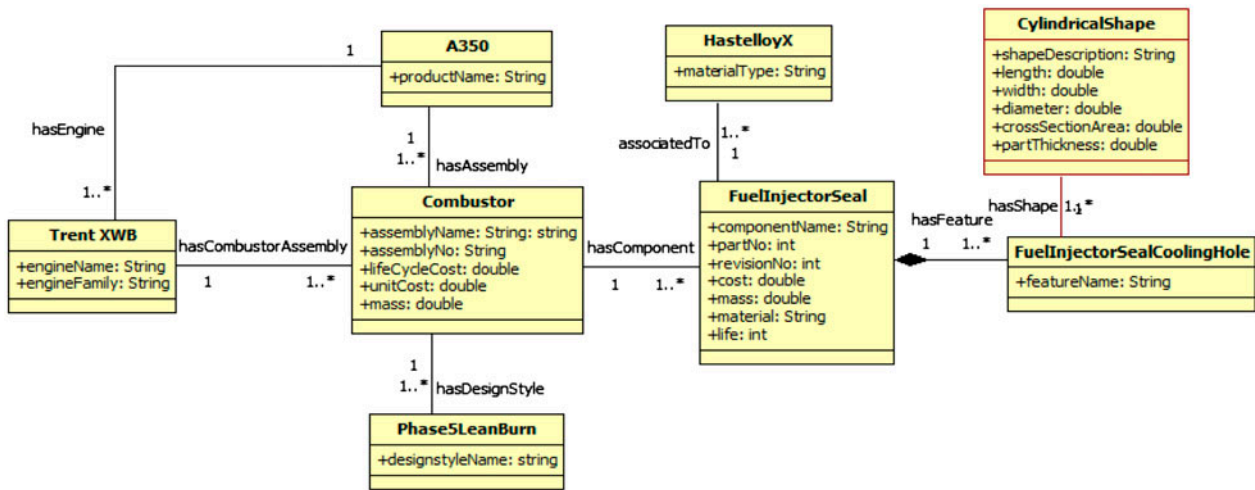 A350
+productName: String
HastelloyX
+materialType: String
CylindricalShape
+shapeDescription: String
+length: double
+width: double
+diameter: double
+crossSectionArea: double
+partThickness: double
1
hasEngine
1..*
1
1..*
hasAssembly
associatedTo
1..*
1
hasShape
1..*
1
Trent XWB
+engineName: String
+engineFamily: String
hasCombustorAssembly
1
1..*
Combustor
+assemblyName: String: string
+assemblyNo: String
+lifeCycleCost: double
+unitCost: double
+mass: double
hasComponent
1
1..*
FuelInjectorSeal
+componentName: String
+partNo: int
+revisionNo: int
+cost: double
+mass: double
+material: String
+life: int
hasFeature
1
1..*
FuelInjectorSealCoolingHole
+featureName: String
1
1..*
hasDesignStyle
Phase5LeanBurn
+designstyleName: string